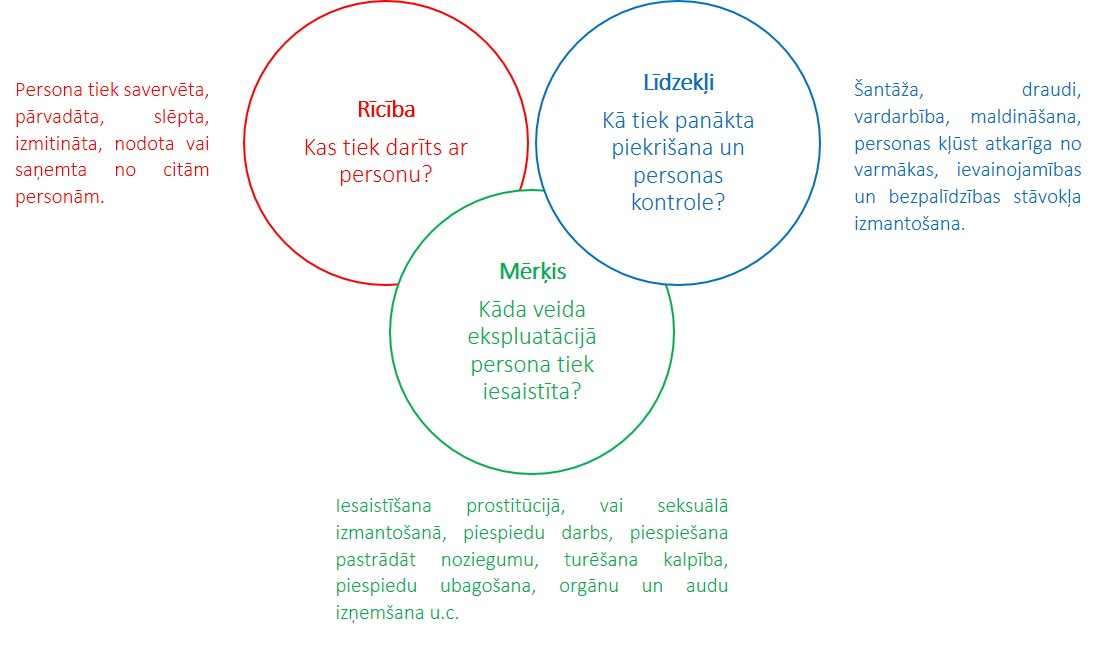 Persona tiek savervēta,
pārvadāta, slēpta,
izmitināta, nodota vai
saņemta no citām
personām.
Rīcība
Kas tiek darīts ar
personu?
Līdzekļi
Kā tiek panākta
piekrišana un
personas
kontrole?
Šantāža, draudi,
vardarbība, maldināšana,
personas kļūst atkarīga no
varmākas, ievainojamības
un bezpalīdzības stāvokļa
izmantošana.
Mērķis
Kāda veida
ekspluatācijā
persona tiek
iesaistīta?
Iesaistīšana prostitūcijā, vai seksuālā
izmantošanā, piespiedu darbs, piespiešana
pastrādāt noziegumu, turēšana kalpība,
piespiedu ubagošana, orgānu un audu
izņemšana u.c.